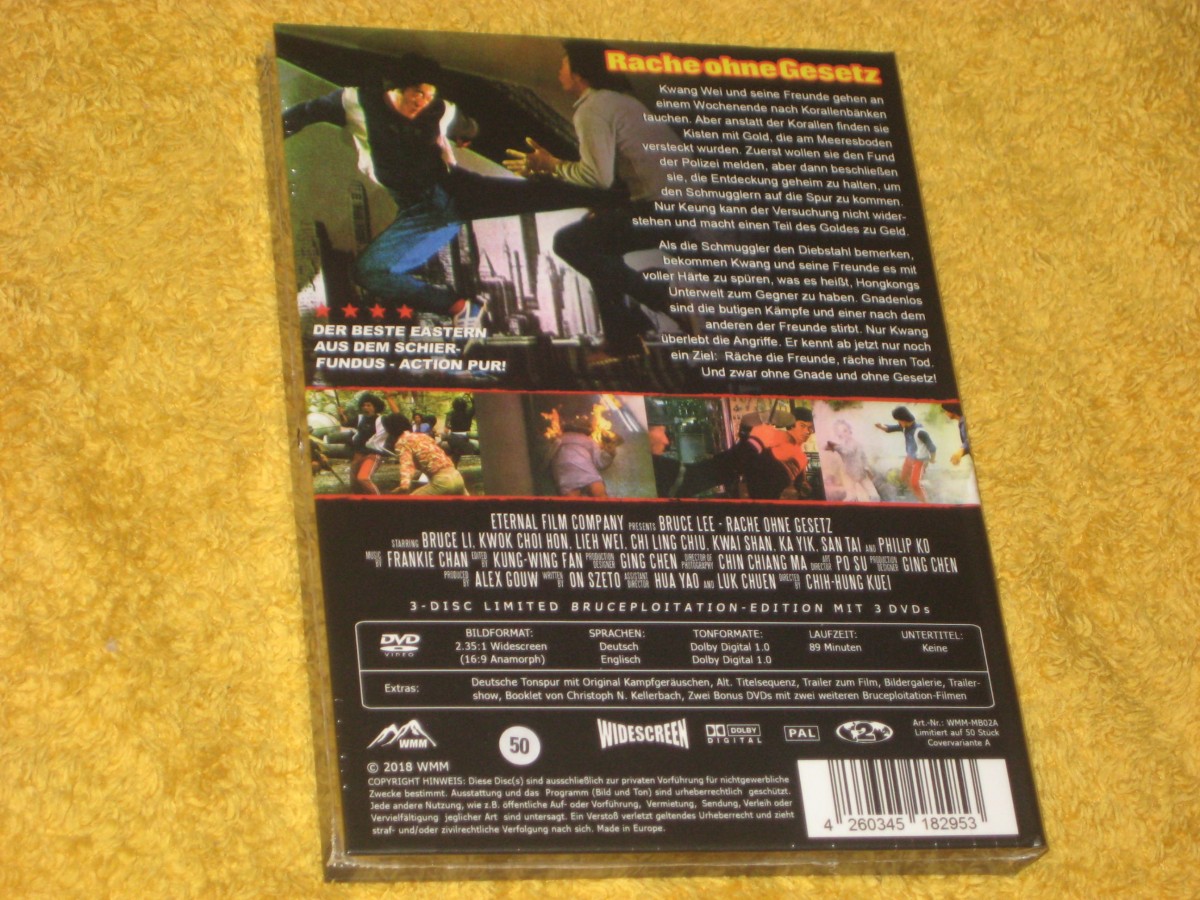 Rache ohne Gesetz
Kwang Wei und seine Freunde gehen an
einem Wochenende nach Korallenbänken
tauchen. Aber anstatt der Korallen finden sie
Kisten mit Gold, die am Meeresboden
versteckt wurden. Zuerst wollen sie den Fund
der Polizei melden, aber dann beschließen
sie, die Entdeckung geheim zu halten, um
den Schmugglern auf die Spur zu kommen.
Nur Keung kann der Versuchung nicht wider-
stehen und macht einen Teil des Goldes zu Geld.
Als die Schmuggler den Diebstahl bemerken,
bekommen Kwang und seine Freunde es mit
voller Härte zu spüren, was es heißt, Hongkongs
Unterwelt zum Gegner zu haben. Gnadenlos
sind die butigen Kämpfe und einer nach dem
anderen der Freunde stirbt. Nur Kwang
überlebt die Angriffe. Er kennt ab jetzt nur noch
ein Ziel: Räche die Freunde, räche ihren Tod.
Und zwar ohne Gnade und ohne Gesetz!
DER BESTE EASTERN
AUS DEM SCHIER-
FUNDUS - ACTION PUR!
ETERNAL FILM COMPANY PRESENTS BRUCE LEE - RACHE OHNE GESETZ
STARRING BRUCE LI, KWOK CHOI HON, LIEH WEI, CHI LING CHIU, KWAI SHAN, KA YIK, SAN TAI AND PHILIP KO
MUSIC BY FRANKIE CHAN EDITED BY KUNG-WING FAN PRODUCTION DESIGNER GING CHEN DIRECTOR OF PHOTOGRAPHY CHIN CHIANG MA ART DIRECTOR PO SU PRODUCTION DESIGNER GING CHEN
PRODUCED BY ALEX GOUW WRITTEN BY ON SZETO ASSISTANT DIRECTOR HUA YAO AND LUK CHUEN DIRECTED BY CHIH-HUNG KUEI
3-DISC LIMITED BRUCEPLOITATION-EDITION MIT 3 DVDs
DVD VIDEO
BILDFORMAT: SPRACHEN: TONFORMATE: LAUFZEIT: UNTERTITEL:
2.35:1 Widescreen Deutsch Dolby Digital 1.0 89 Minuten Keine
(16:9 Anamorph) Englisch Dolby Digital 1.0
Extras: Deutsche Tonspur mit Original Kampfgeräuschen, Alt. Titelsequenz, Trailer zum Film, Bildergalerie, Trailer-
show, Booklet von Christoph N. Kellerbach, Zwei Bonus DVDs mit zwei weiteren Bruceploitation-Filmen
WMM
50
WIDESCREEN
DOLBY DIGITAL
PAL
2
Art.-Nr.: WMM-MB02A
Limitiert auf 50 Stück
Covervariante A
© 2018 WMM
COPYRIGHT HINWEIS: Diese Disc(s) sind ausschließlich zur privaten Vorführung für nichtgewerbliche
Zwecke bestimmt. Ausstattung und das Programm (Bild und Ton) sind urheberrechtlich geschützt.
Jede andere Nutzung, wie z.B. öffentliche Auf- oder Vorführung, Vermietung, Sendung, Verleih oder
Vervielfältigung jeglicher Art sind untersagt. Ein Verstoß verletzt geltendes Urheberrecht und zieht
straf- und/oder zivilrechtliche Verfolgung nach sich. Made in Europe.
4 260345 182953